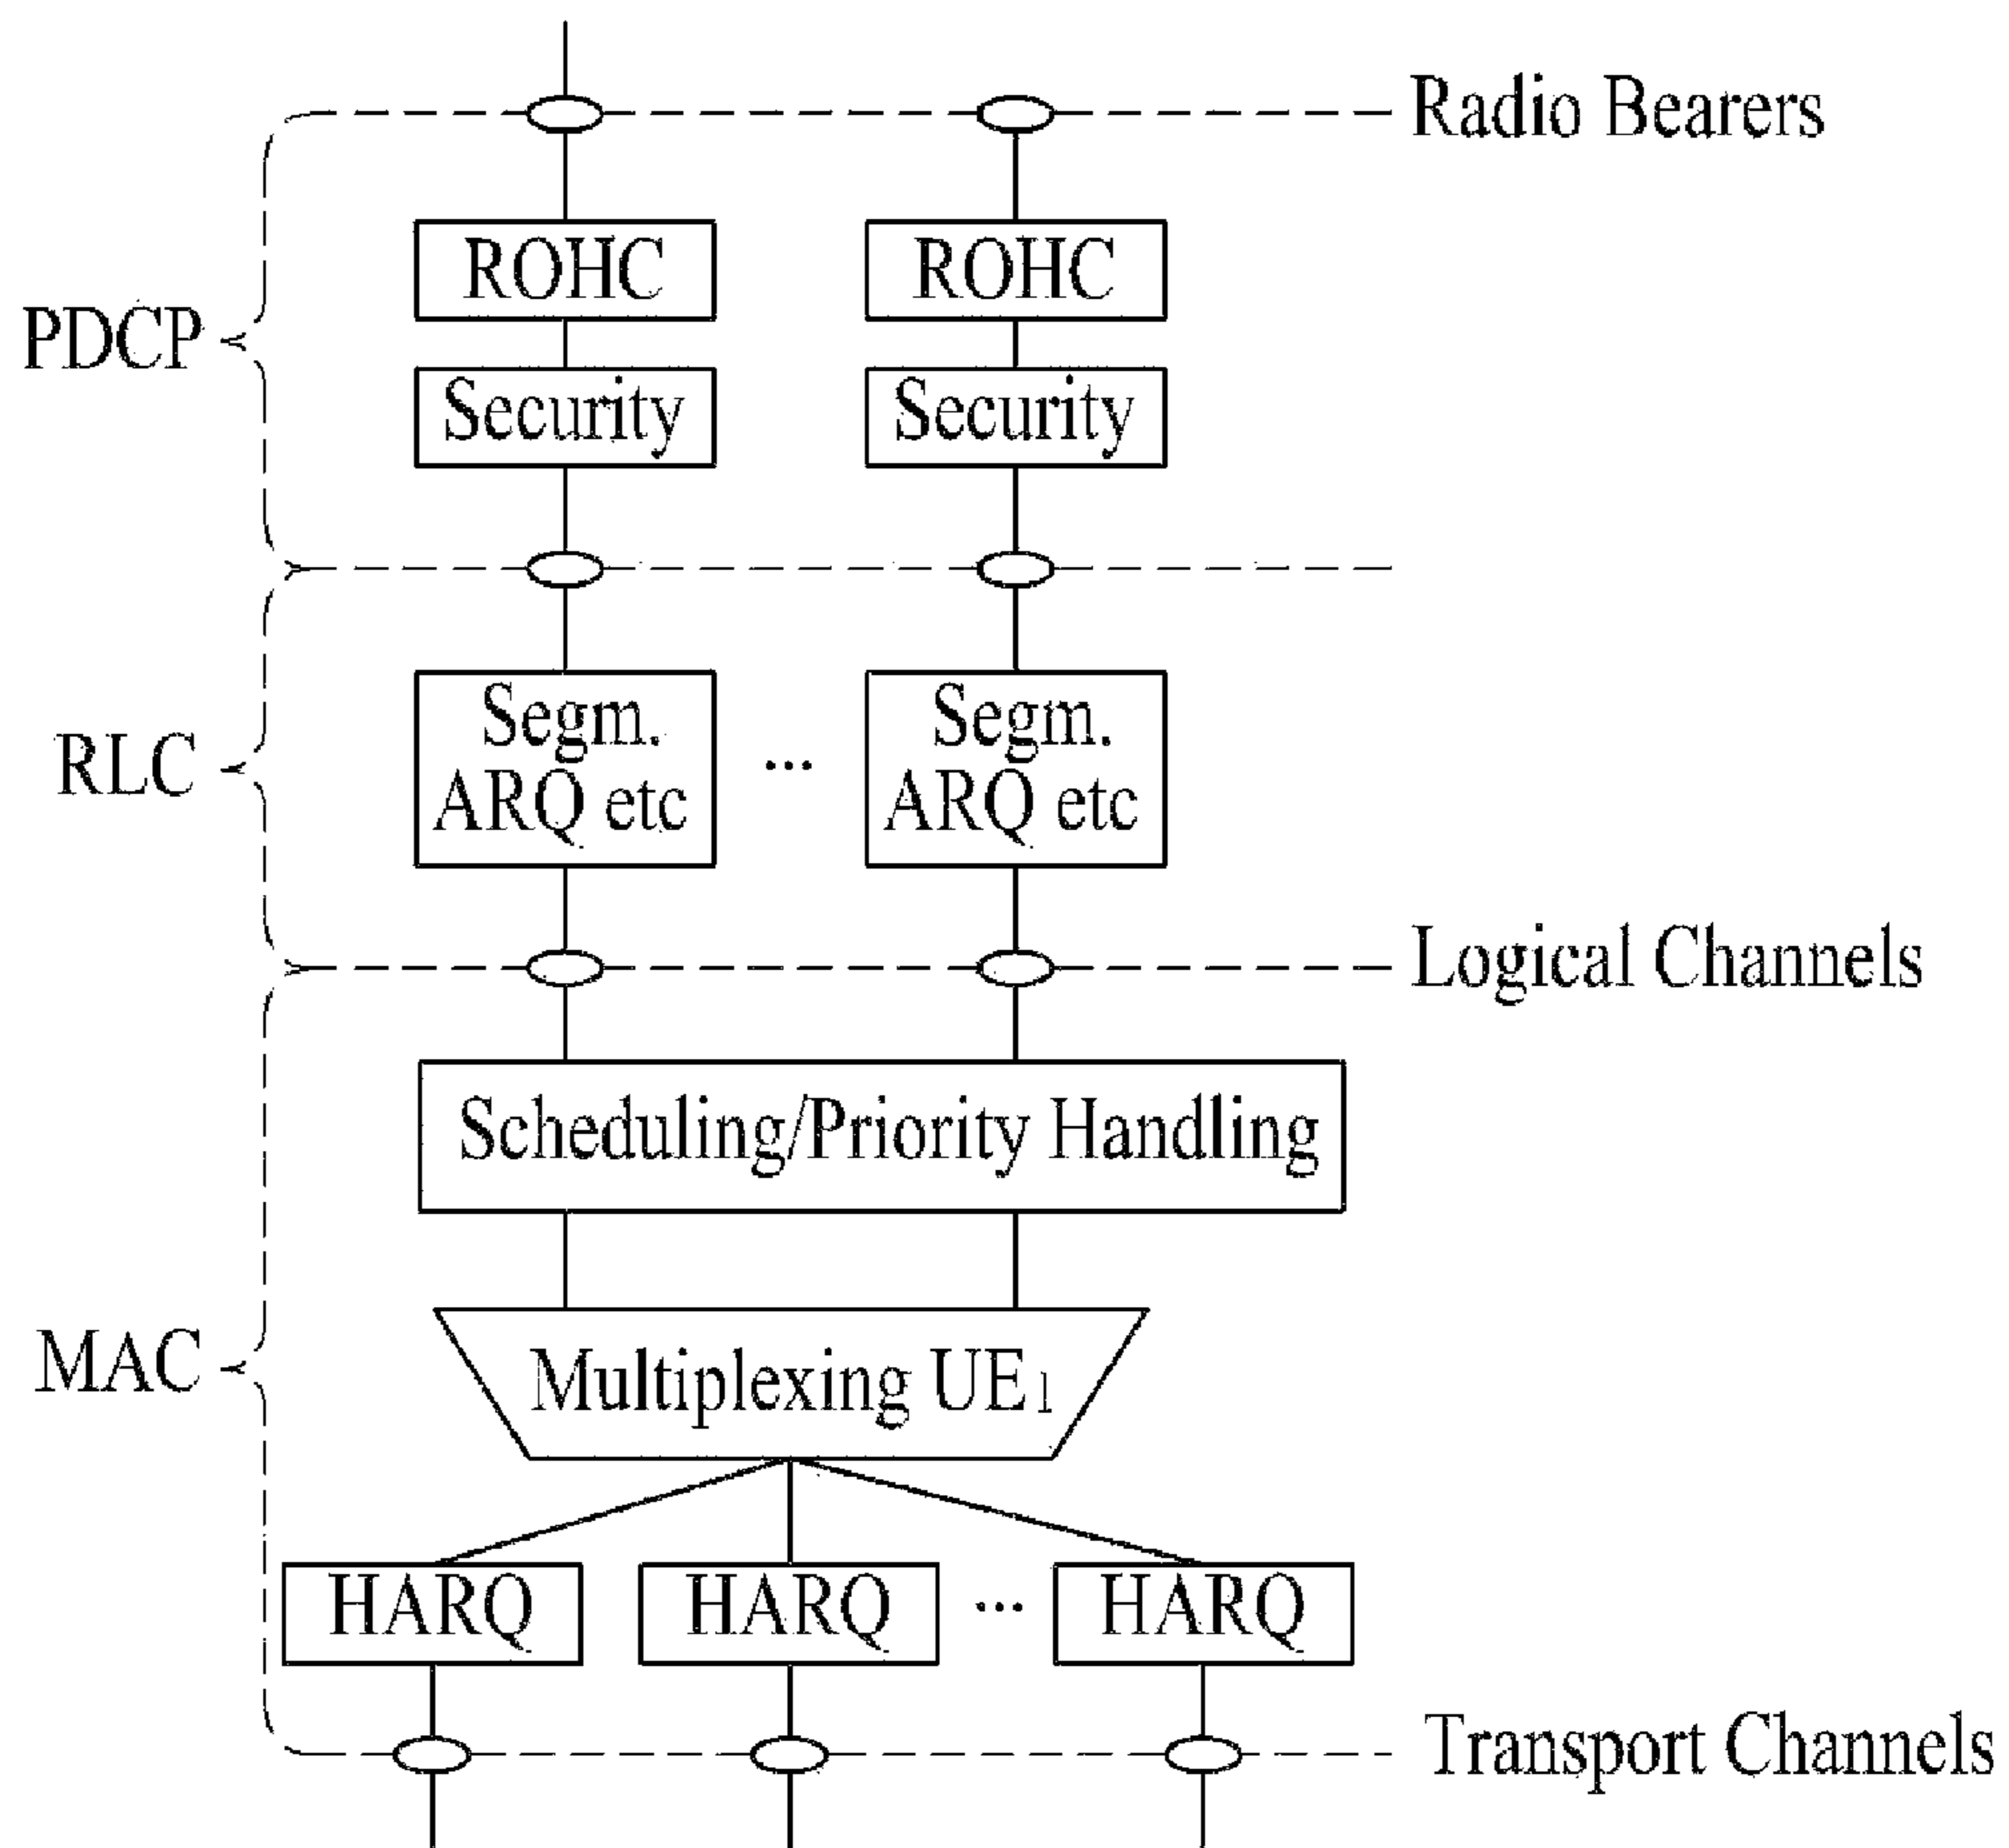 Radio Bearers
ROHC
ROHC
PDCP
Security
Security
Segm.
ARQ etc
...
Segm.
ARQ etc
RLC
Logical Channels
Scheduling/Priority Handling
MAC
Multiplexing UE1
HARQ
HARQ
...
HARQ
Transport Channels